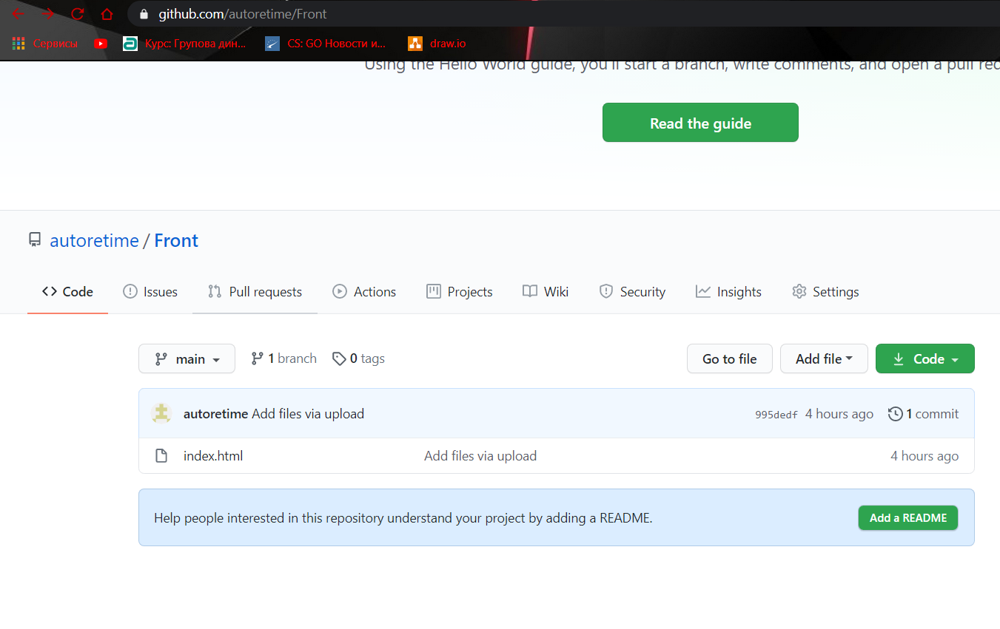 github.com/autoretime/Front
Сервисы Курс: Групова дин... CS: GO Новости и... draw.io
Using the Hello World guide, you'll start a branch, write comments, and open a pull rec
Read the guide
autoretime / Front
Code Issues Pull requests Actions Projects Wiki Security Insights Settings
main 1 branch 0 tags Go to file Add file Code
autoretime Add files via upload 995dedf 4 hours ago 1 commit
index.html Add files via upload 4 hours ago
Help people interested in this repository understand your project by adding a README. Add a README